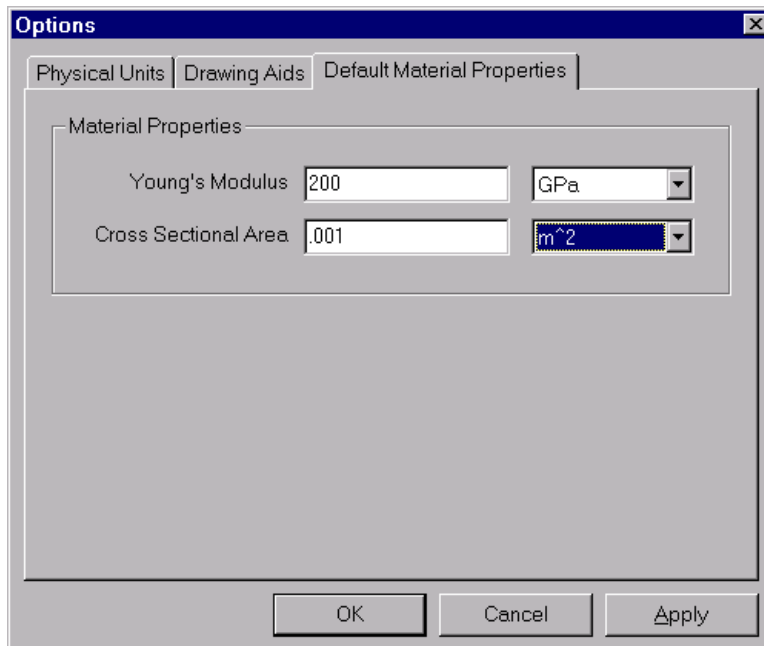 Options
Physical Units Drawing Aids Default Material Properties
Material Properties
Young's Modulus 200 GPa
Cross Sectional Area .001 m^2
OK Cancel Apply